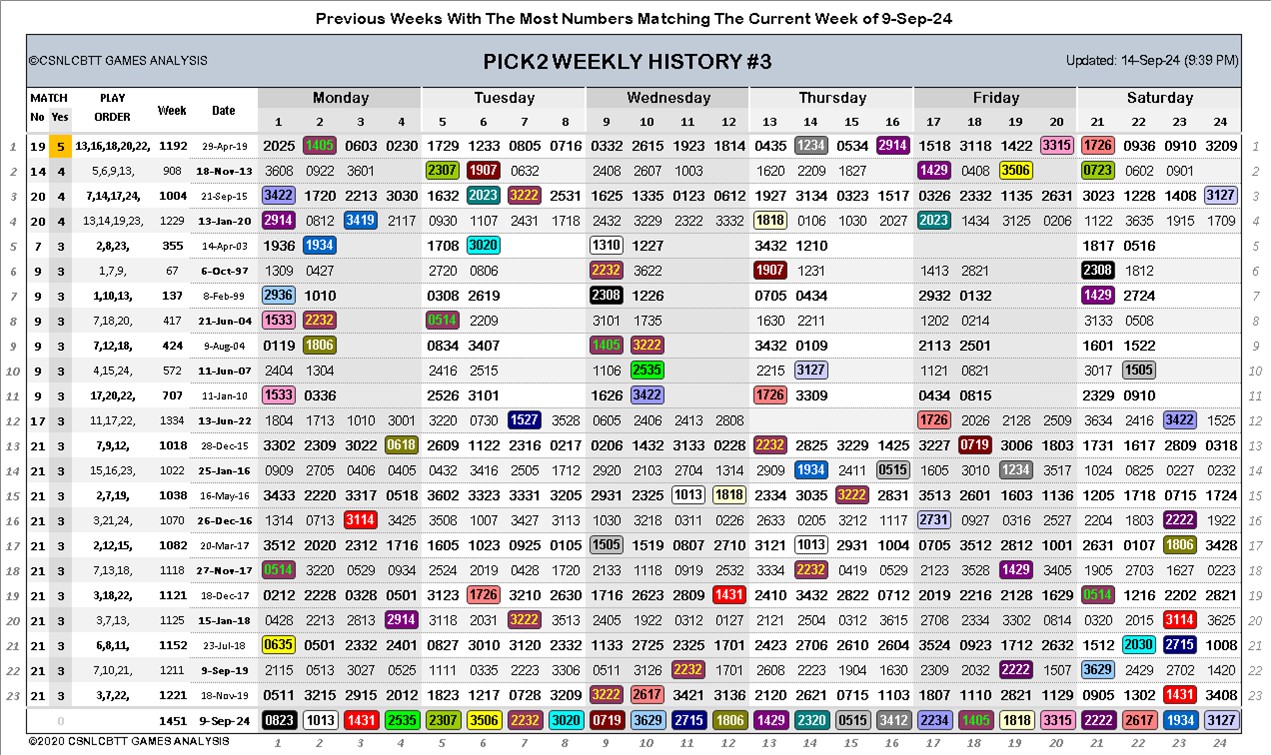 Previous Weeks With The Most Numbers Matching The Current Week of 9-Sep-24
©CSNLCBTT GAMES ANALYSIS PICK2 WEEKLY HISTORY #3 Updated: 14-Sep-24 (9:39 PM)
MATCH PLAY Week Date Monday Tuesday Wednesday Thursday Friday Saturday
No Yes ORDER 1 2 3 4 5 6 7 8 9 10 11 12 13 14 15 16 17 18 19 20 21 22 23 24
1 19 5 13,16,18,20,22, 1192 29-Apr-19 2025 1405 0603 0230 1729 1233 0805 0716 0332 2615 1923 1814 0435 1234 0534 2914 1518 3118 1422 3315 1726 0936 0910 3209 1
2 14 4 5,6,9,13, 908 18-Nov-13 3608 0922 3601 2307 1907 0632 2408 2607 1003 1620 2209 1827 1429 0408 3506 0723 0602 0901 2
3 20 4 7,14,17,24, 1004 21-Sep-15 3422 1720 2213 3030 1632 2023 3222 2531 1625 1335 0123 0612 1927 3134 0323 1517 0326 2332 1135 2631 3023 1228 1408 3127 3
4 20 4 13,14,19,23, 1229 13-Jan-20 2914 0812 3419 2117 0930 1107 2431 1718 2432 3229 2322 3332 1818 0106 1030 2027 2023 1434 3125 0206 1122 3635 1915 1709 4
5 7 3 2,8,23, 355 14-Apr-03 1936 1934 1708 3020 1310 1227 3432 1210 1817 0516 5
6 9 3 1,7,9, 67 6-Oct-97 1309 0427 2720 0806 2232 3622 1907 1231 1413 2821 2308 1812 6
7 9 3 1,10,13, 137 8-Feb-99 2936 1010 0308 2619 2308 1226 0705 0434 2932 0132 1429 2724 7
8 9 3 7,18,20, 417 21-Jun-04 1533 2232 0514 2209 3101 1735 1630 2211 1202 0214 3133 0508 8
9 9 3 7,12,18, 424 9-Aug-04 0119 1806 0834 3407 1405 3222 3432 0109 2113 2501 1601 1522 9
10 9 3 4,15,24, 572 11-Jun-07 2404 1304 2416 2515 1106 2535 2215 3127 1121 0821 3017 1505 10
11 9 3 17,20,22, 707 11-Jan-10 1533 0336 2526 3101 1626 3422 1726 3309 0434 0815 2329 0910 11
12 17 3 11,17,22, 1334 13-Jun-22 1804 1713 1010 3001 3220 0730 1527 3528 0605 2406 2413 2808 1726 2026 2128 2509 3634 2416 3422 1525 12
13 21 3 7,9,12, 1018 28-Dec-15 3302 2309 3022 0618 2609 1122 2316 0217 0206 1432 3133 0228 2232 2825 3229 1425 3227 0719 3006 1803 1731 1617 2809 0318 13
14 21 3 15,16,23, 1022 25-Jan-16 0909 2705 0406 0405 0432 3416 2505 1712 2920 2103 2704 1314 2909 1934 2411 0515 1605 3010 1234 3517 1024 0825 0227 0232 14
15 21 3 2,7,19, 1038 16-May-16 3433 2220 3317 0518 3602 3323 3331 3205 2931 2325 1013 1818 2334 3035 3222 2831 3513 2601 1603 1136 1205 1718 0715 1724 15
16 21 3 3,21,24, 1070 26-Dec-16 1314 0713 3114 3425 3508 1007 3427 3113 1030 3218 0311 0226 2633 0205 3212 1117 2731 0927 0316 2527 2204 1803 2222 1922 16
17 21 3 2,12,15, 1082 20-Mar-17 3512 2020 2312 1716 1605 0723 0925 0105 1505 1519 0807 2710 3121 1013 2931 1004 0705 3512 2812 1001 2631 0107 1806 3428 17
18 21 3 7,13,18, 1118 27-Nov-17 0514 3220 0529 0934 2524 2019 0428 1720 2133 1118 0919 2532 3334 2232 0419 0529 2123 3528 1429 3405 1905 2703 1627 0223 18
19 21 3 3,18,22, 1121 18-Dec-17 0212 2228 0328 0501 3123 1726 3210 2630 1716 2623 2809 1431 2410 3432 2822 0712 2019 2216 2128 1629 0514 1216 2202 2821 19
20 21 3 3,7,13, 1125 15-Jan-18 0428 2213 2813 2914 3118 2031 3222 3513 2405 1922 0312 0127 2121 2504 0312 3615 2708 2334 3302 0814 0320 2015 3114 3625 20
21 21 3 6,8,11, 1152 23-Jul-18 0635 0501 2332 2401 0827 3010 3120 2332 1133 2725 2325 1701 2423 2706 2610 2604 3524 0923 1712 2632 1512 2030 2715 1008 21
22 21 3 7,10,21, 1211 9-Sep-19 2115 0513 3027 0525 1111 0335 2223 3306 0511 3126 2232 1701 2608 2223 1904 1630 2309 2032 2222 1507 3629 2429 2702 1420 22
23 21 3 3,7,22, 1221 18-Nov-19 0511 3215 2915 2012 1823 1217 0728 3209 3222 2617 3421 3136 2120 2621 0715 1103 1807 1110 2821 1129 0905 1302 1431 3408 23
0 1451 9-Sep-24 0823 1013 1431 2535 2307 3506 2232 3020 0719 3629 2715 1806 1429 2320 0515 3412 2234 1405 1818 3315 2222 2617 1934 3127
©2020 CSNLCBTT GAMES ANALYSIS 1 2 3 4 5 6 7 8 9 10 11 12 13 14 15 16 17 18 19 20 21 22 23 24